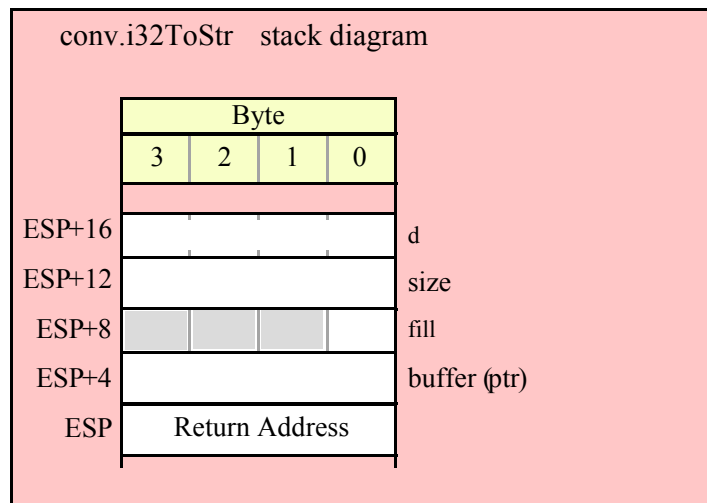 conv.i32ToStr stack diagram
Byte
3 2 1 0
ESP+16 d
ESP+12 size
ESP+8 fill
ESP+4 buffer (ptr)
ESP Return Address